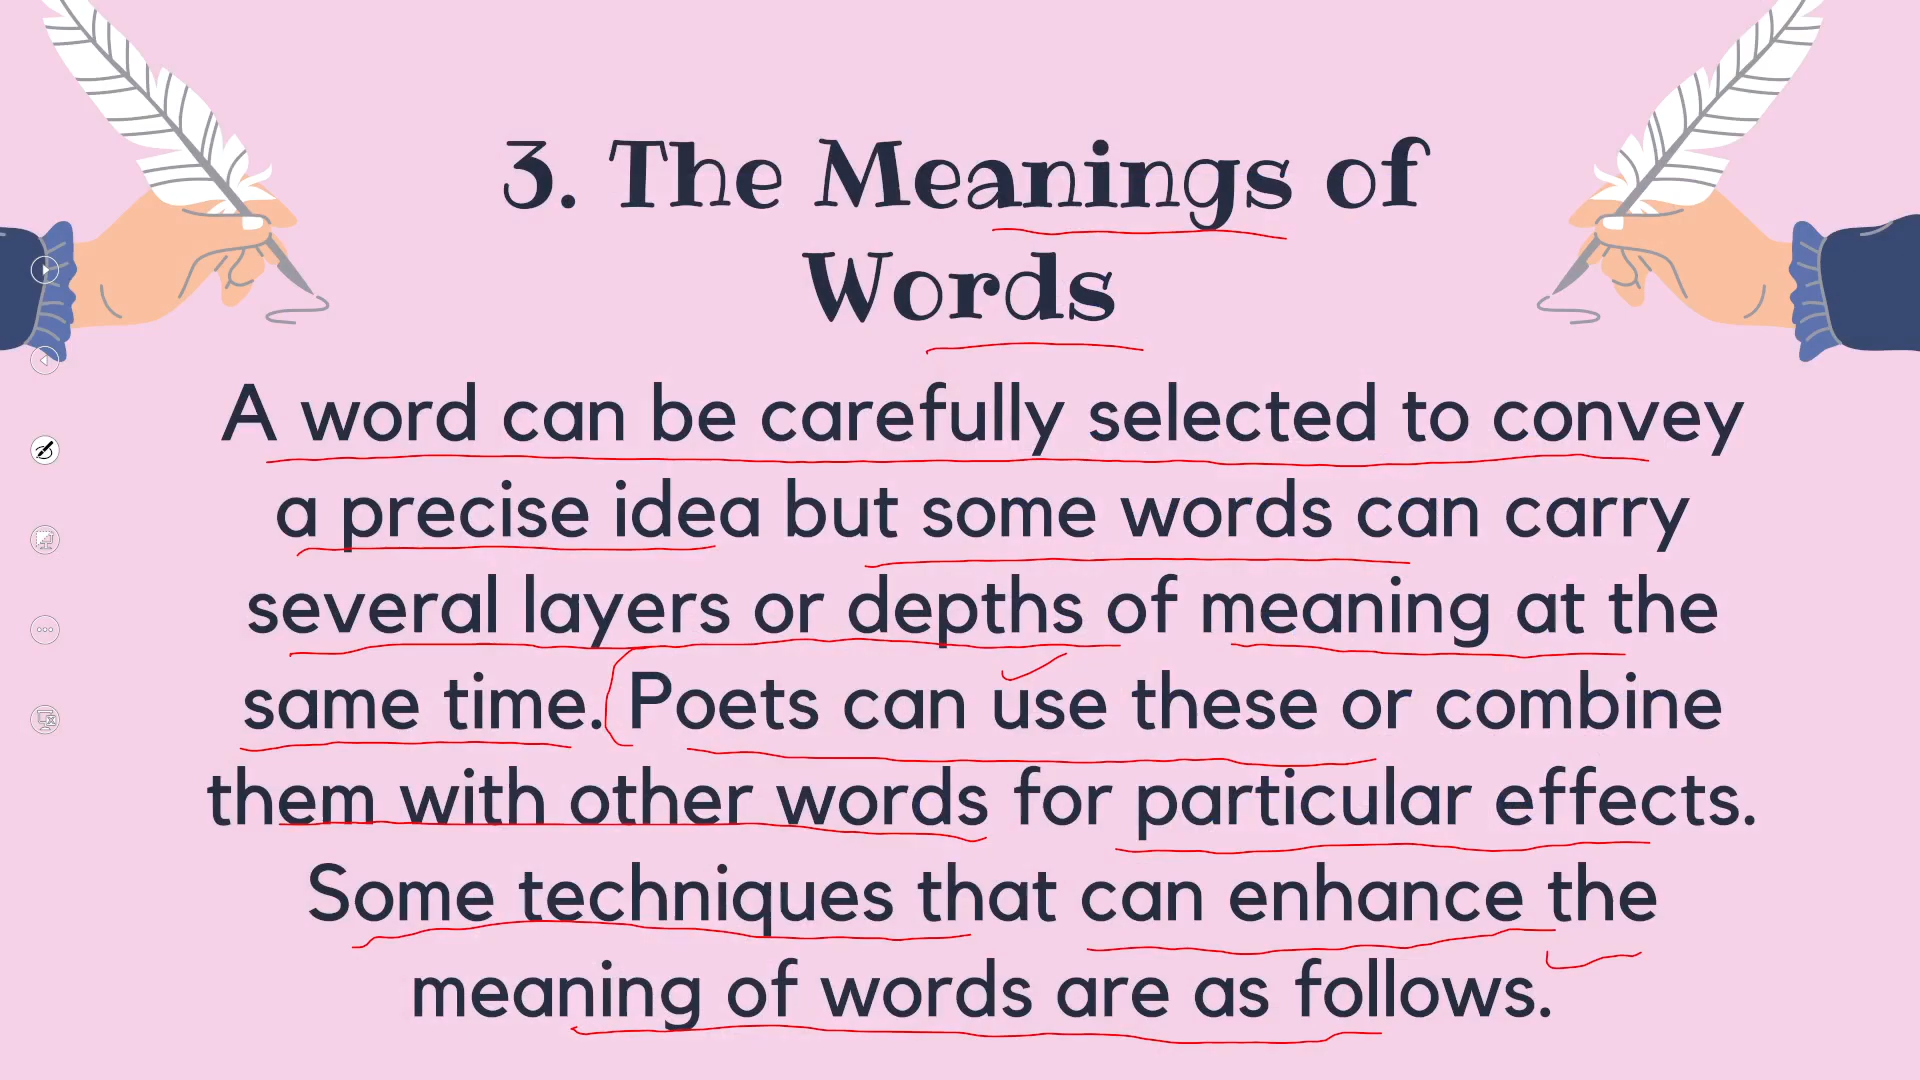 3. The Meanings of
Words
A word can be carefully selected to convey
a precise idea but some words can carry
several layers or depths of meaning at the
same time. Poets can use these or combine
them with other words for particular effects.
Some techniques that can enhance the
meaning of words are as follows.